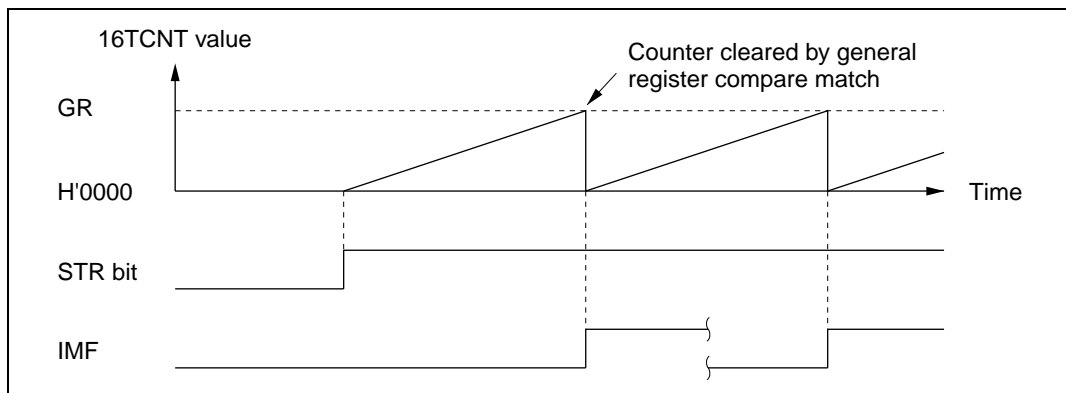 16TCNT value
Counter cleared by general
register compare match
GR
H'0000
Time
STR bit
IMF